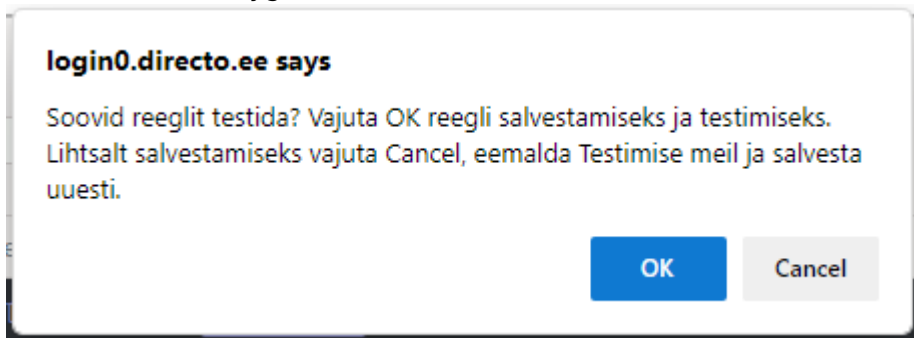 login0.directo.ee says
Soovid reeglit testida? Vajuta OK reegli salvestamiseks ja testimiseks.
Lihtsalt salvestamiseks vajuta Cancel, eemalda Testimise meil ja salvesta
uuesti.
OK
Cancel